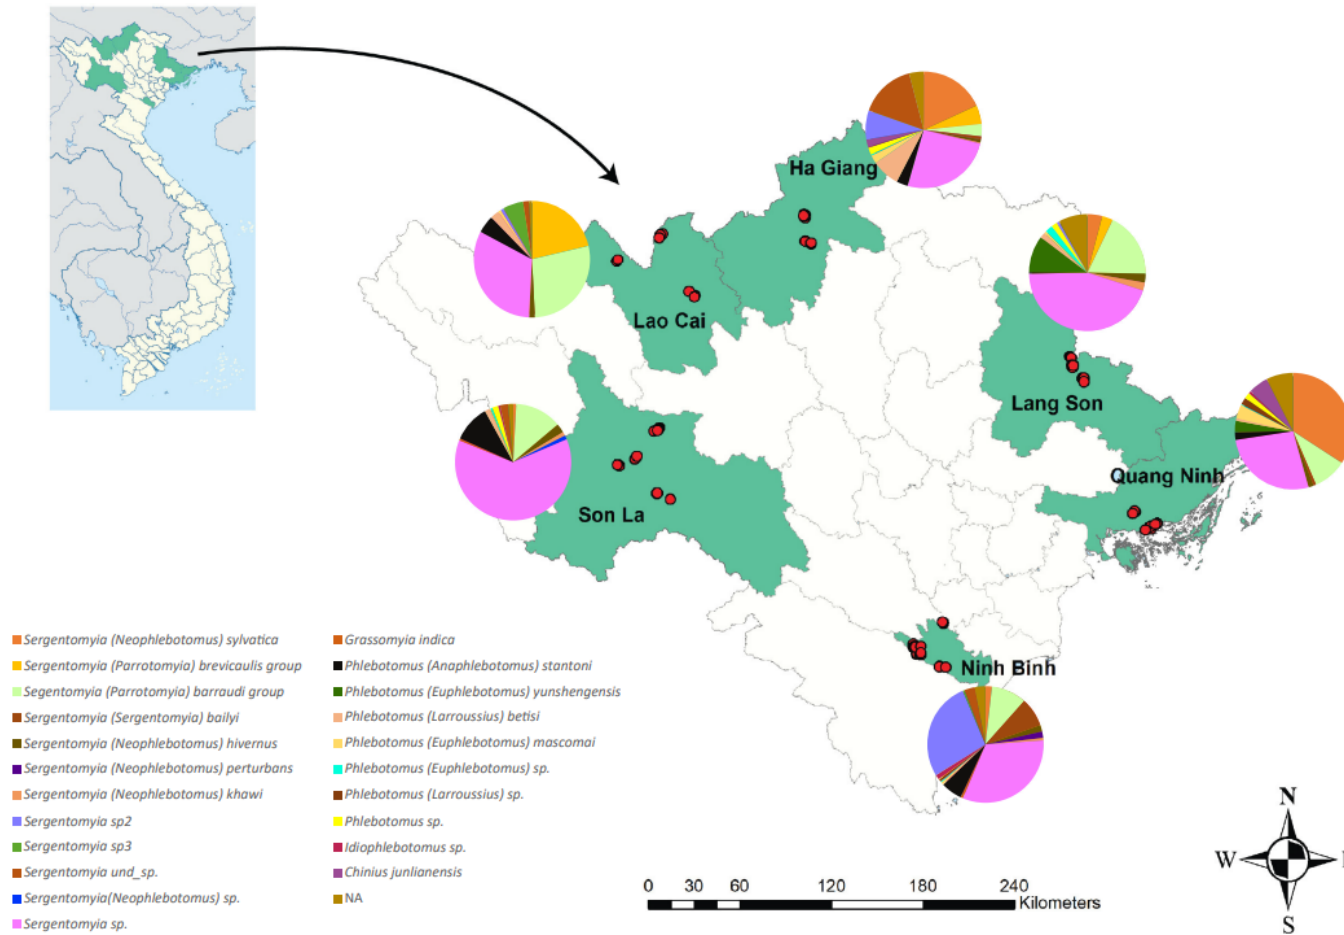 Ha Giang
Lao Cai
Lang Son
Quang Ninh
Son La
Ninh Binh
Sergentomyia (Neophlebotomus) sylvatica
Sergentomyia (Parrotomyia) brevicaulis group
Segentomyia (Parrotomyia) barraudi group
Sergentomyia (Sergentomyia) bailyi
Sergentomyia (Neophlebotomus) hivernus
Sergentomyia (Neophlebotomus) perturbans
Sergentomyia (Neophlebotomus) khawi
Sergentomyia sp2
Sergentomyia sp3
Sergentomyia und_sp.
Sergentomyia(Neophlebotomus) sp.
Sergentomyia sp.
Grassomyia indica
Phlebotomus (Anaphlebotomus) stantoni
Phlebotomus (Euphlebotomus) yunshengensis
Phlebotomus (Larroussius) betisi
Phlebotomus (Euphlebotomus) mascomai
Phlebotomus (Euphlebotomus) sp.
Phlebotomus (Larroussius) sp.
Phlebotomus sp.
Idiophlebotomus sp.
Chinius junlianensis
NA
0 30 60 120 180 240
Kilometers
N
W
S